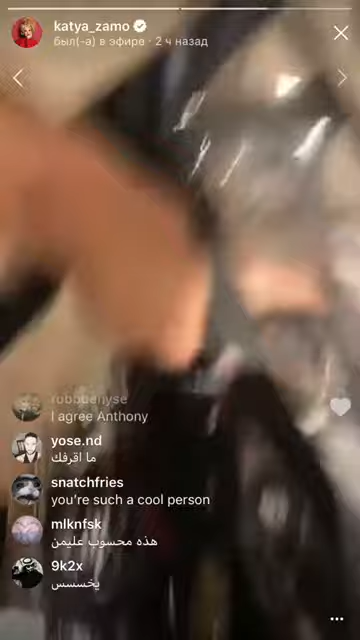 katya_zamo
был(-а) в эфире · 2 ч назад
robbdehyse
I agree Anthony
yose.nd
ما اقرفك
snatchfries
you're such a cool person
mlknfsk
هذه محسوب عليمن
9k2x
يخسسس